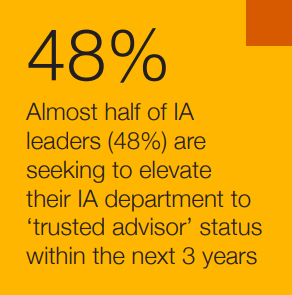 48%
Almost half of IA
leaders (48%) are
seeking to elevate
their IA department to
‘trusted advisor’ status
within the next 3 years